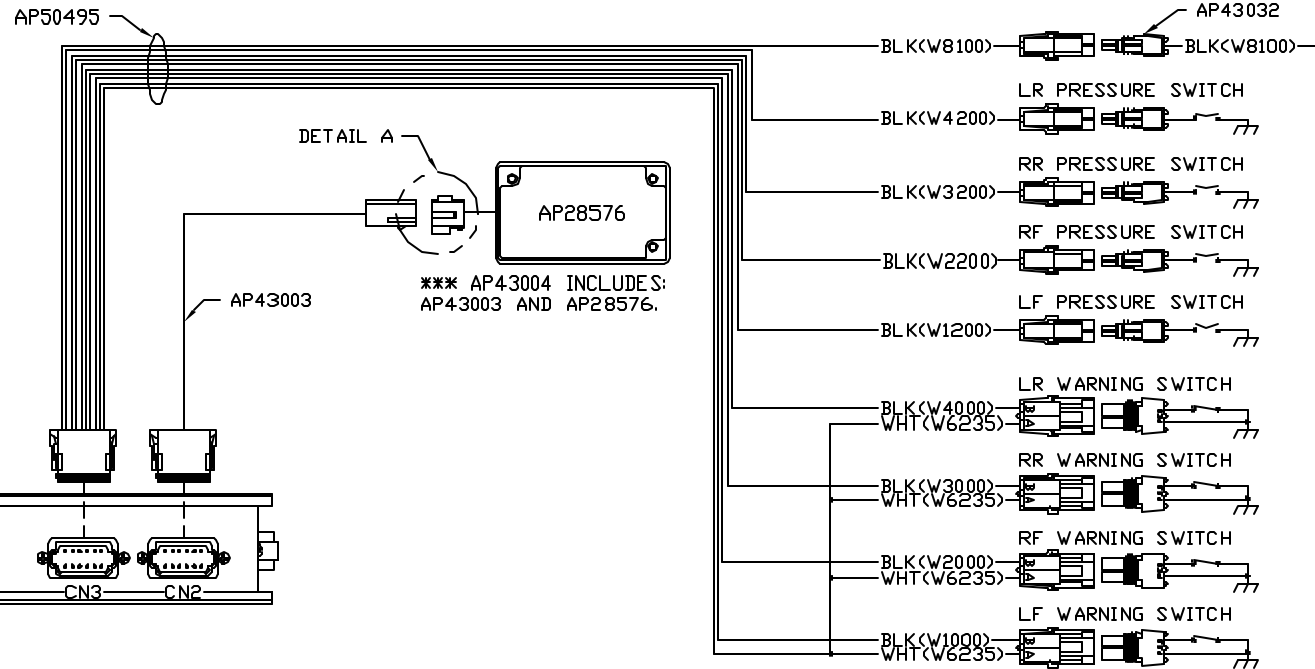 AP50495
AP43032
BLK(W8100)
BLK(W8100)
LR PRESSURE SWITCH
BLK(W4200)
DETAIL A
RR PRESSURE SWITCH
BLK(W3200)
AP28576
RF PRESSURE SWITCH
BLK(W2200)
*** AP43004 INCLUDES:
AP43003 AND AP28576.
AP43003
LF PRESSURE SWITCH
BLK(W1200)
LR WARNING SWITCH
BLK(W4000)
B
WHT(W6235)
A
RR WARNING SWITCH
BLK(W3000)
B
WHT(W6235)
A
RF WARNING SWITCH
BLK(W2000)
B
WHT(W6235)
A
CN3
CN2
LF WARNING SWITCH
BLK(W1000)
B
WHT(W6235)
A